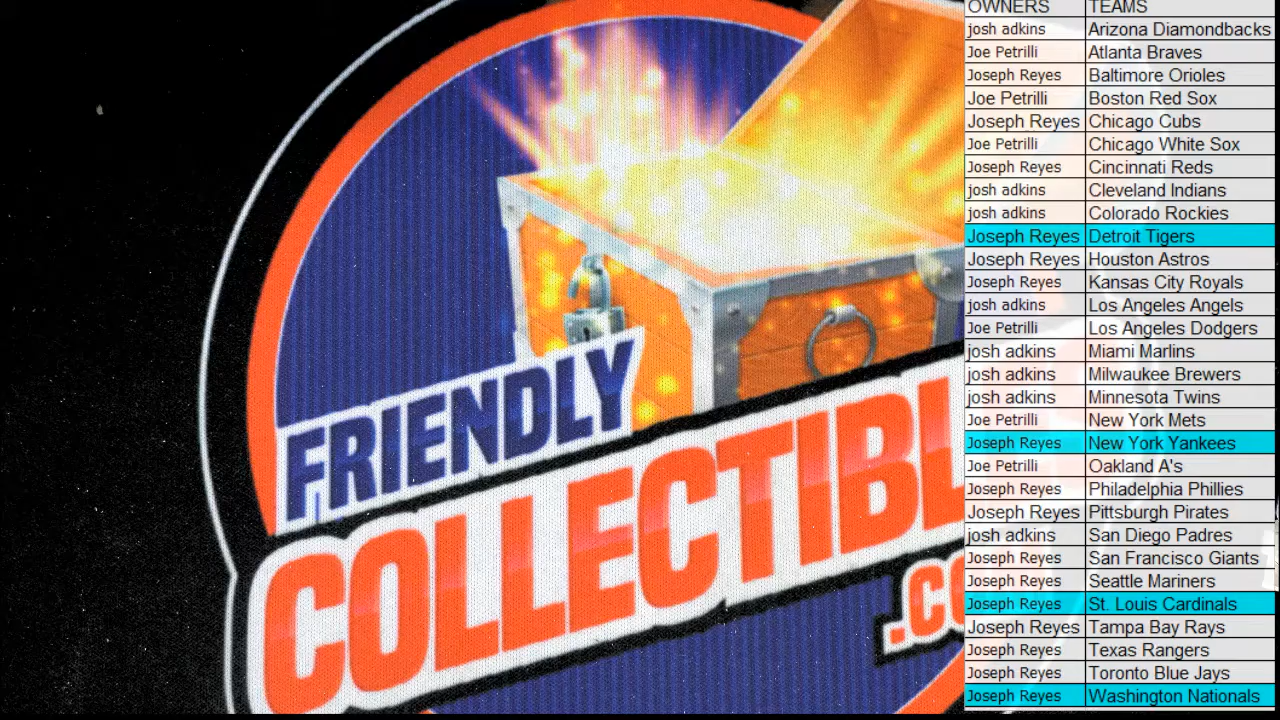 FRIENDLY
COLLECTIBL
.CO
OWNERS TEAMS
josh adkins Arizona Diamondbacks
Joe Petrilli Atlanta Braves
Joseph Reyes Baltimore Orioles
Joe Petrilli Boston Red Sox
Joseph Reyes Chicago Cubs
Joe Petrilli Chicago White Sox
Joseph Reyes Cincinnati Reds
josh adkins Cleveland Indians
josh adkins Colorado Rockies
Joseph Reyes Detroit Tigers
Joseph Reyes Houston Astros
Joseph Reyes Kansas City Royals
josh adkins Los Angeles Angels
Joe Petrilli Los Angeles Dodgers
josh adkins Miami Marlins
josh adkins Milwaukee Brewers
josh adkins Minnesota Twins
Joe Petrilli New York Mets
Joseph Reyes New York Yankees
Joe Petrilli Oakland A's
Joseph Reyes Philadelphia Phillies
Joseph Reyes Pittsburgh Pirates
josh adkins San Diego Padres
Joseph Reyes San Francisco Giants
Joseph Reyes Seattle Mariners
Joseph Reyes St. Louis Cardinals
Joseph Reyes Tampa Bay Rays
Joseph Reyes Texas Rangers
Joseph Reyes Toronto Blue Jays
Joseph Reyes Washington Nationals